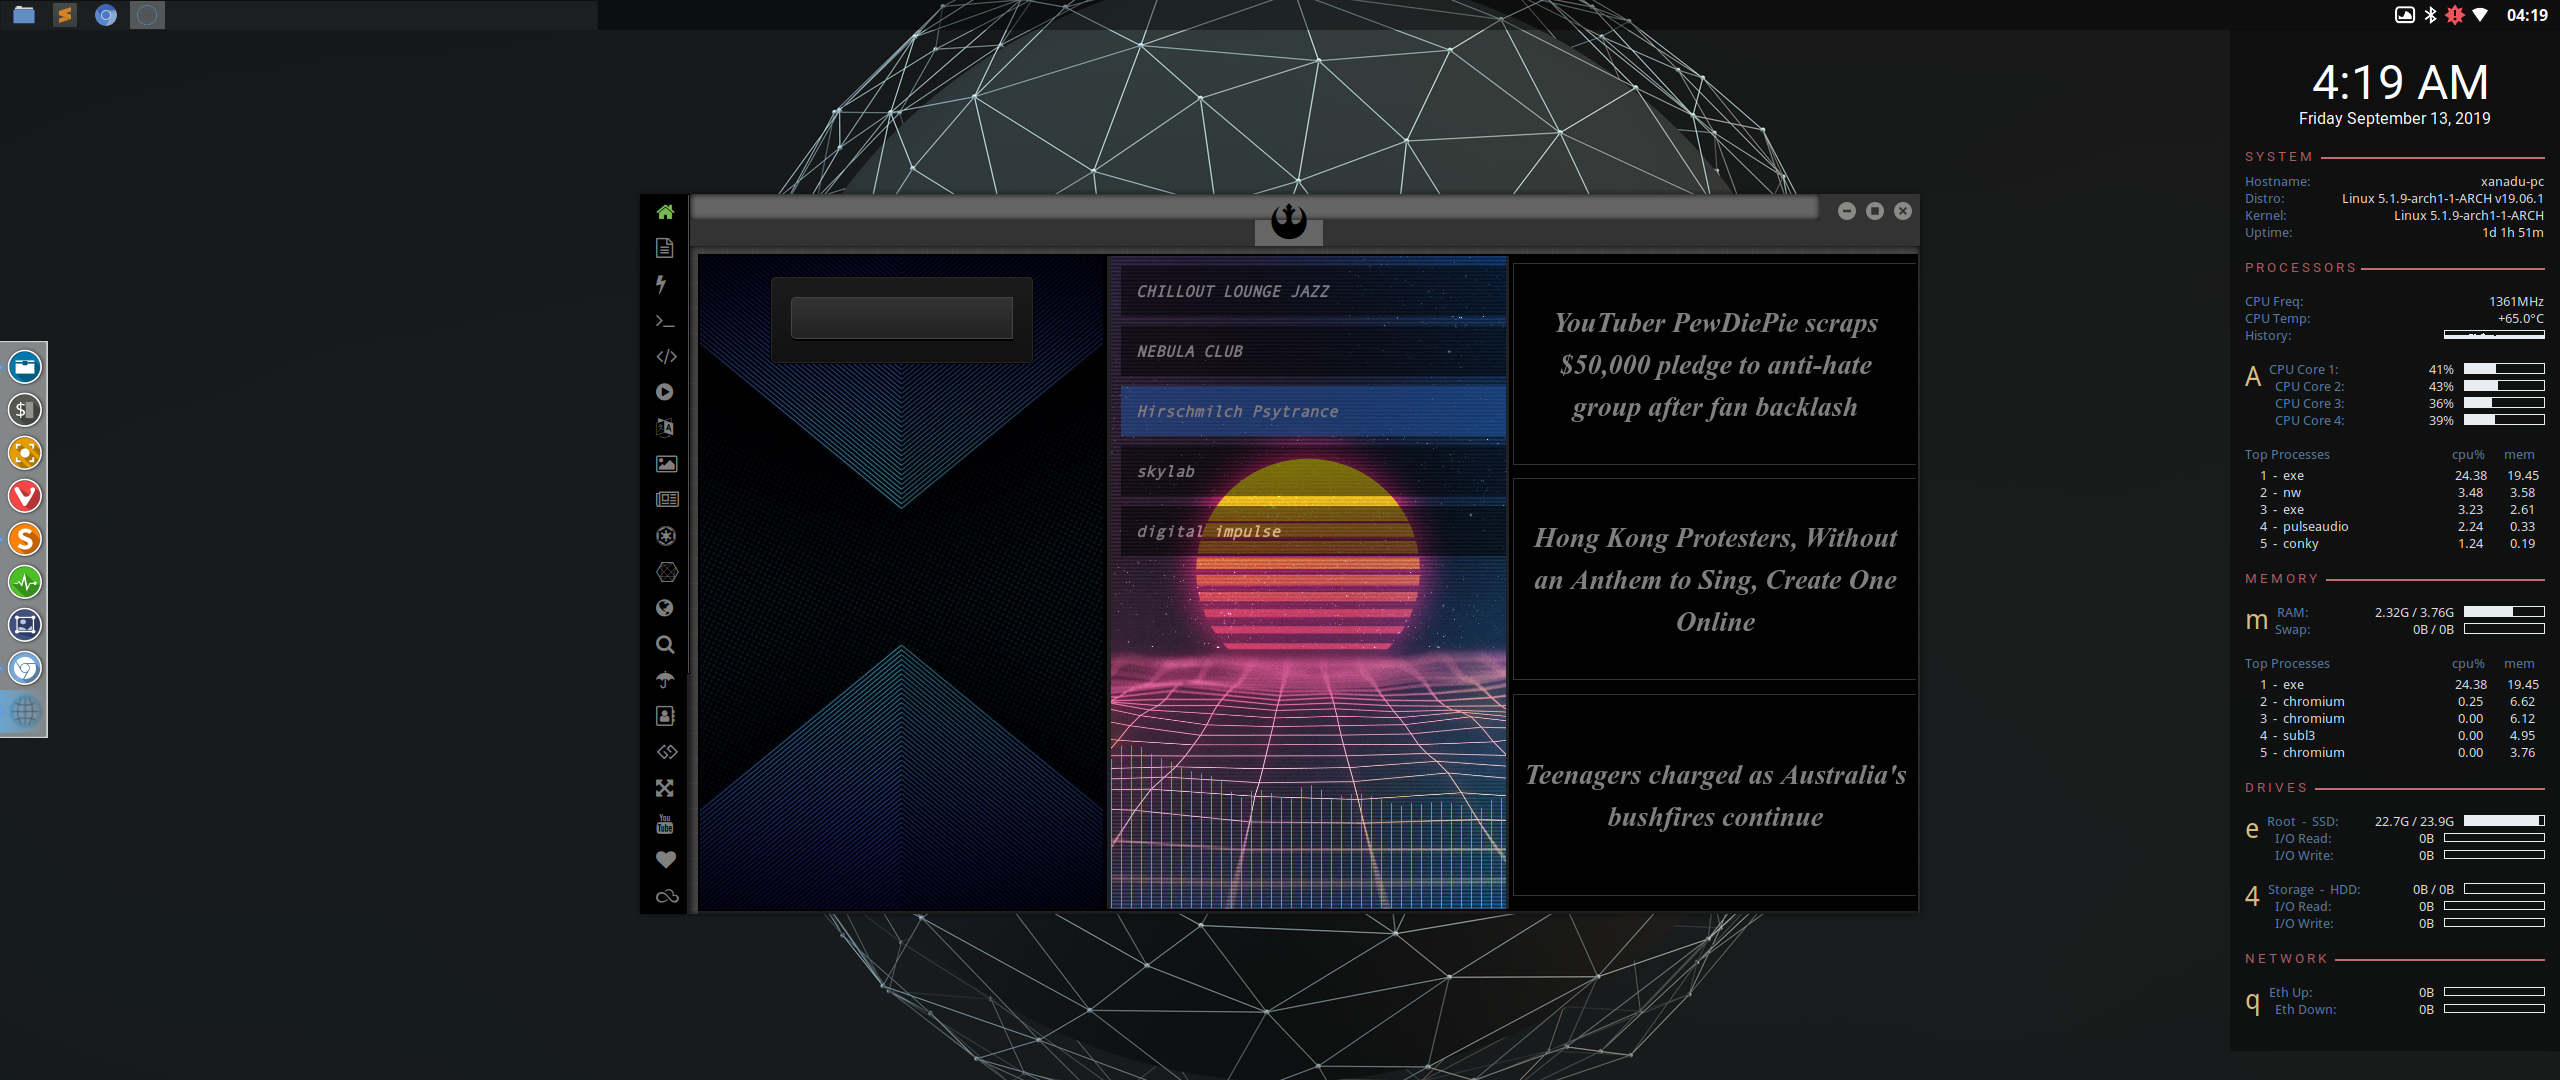 04:19
4:19 AM
Friday September 13, 2019
CHILLOUT LOUNGE JAZZ
NEBULA CLUB
Hirschmilch Psytrance
skylab
digital impulse
YouTuber PewDiePie scraps
$50,000 pledge to anti-hate
group after fan backlash
Hong Kong Protesters, Without
an Anthem to Sing, Create One
Online
Teenagers charged as Australia's
bushfires continue
You
Tube
SYSTEM
Hostname: xanadu-pc
Distro: Linux 5.1.9-arch1-1-ARCH v19.06.1
Kernel: Linux 5.1.9-arch1-1-ARCH
Uptime: 1d 1h 51m
PROCESSORS
CPU Freq: 1361MHz
CPU Temp: +65.0°C
History:
A CPU Core 1: 41%
CPU Core 2: 43%
CPU Core 3: 36%
CPU Core 4: 39%
Top Processes cpu% mem
1 - exe 24.38 19.45
2 - nw 3.48 3.58
3 - exe 3.23 2.61
4 - pulseaudio 2.24 0.33
5 - conky 1.24 0.19
MEMORY
m RAM: 2.32G / 3.76G
Swap: 0B / 0B
Top Processes cpu% mem
1 - exe 24.38 19.45
2 - chromium 0.25 6.62
3 - chromium 0.00 6.12
4 - subl3 0.00 4.95
5 - chromium 0.00 3.76
DRIVES
e Root - SSD: 22.7G / 23.9G
I/O Read: 0B
I/O Write: 0B
4 Storage - HDD: 0B / 0B
I/O Read: 0B
I/O Write: 0B
NETWORK
q Eth Up: 0B
Eth Down: 0B